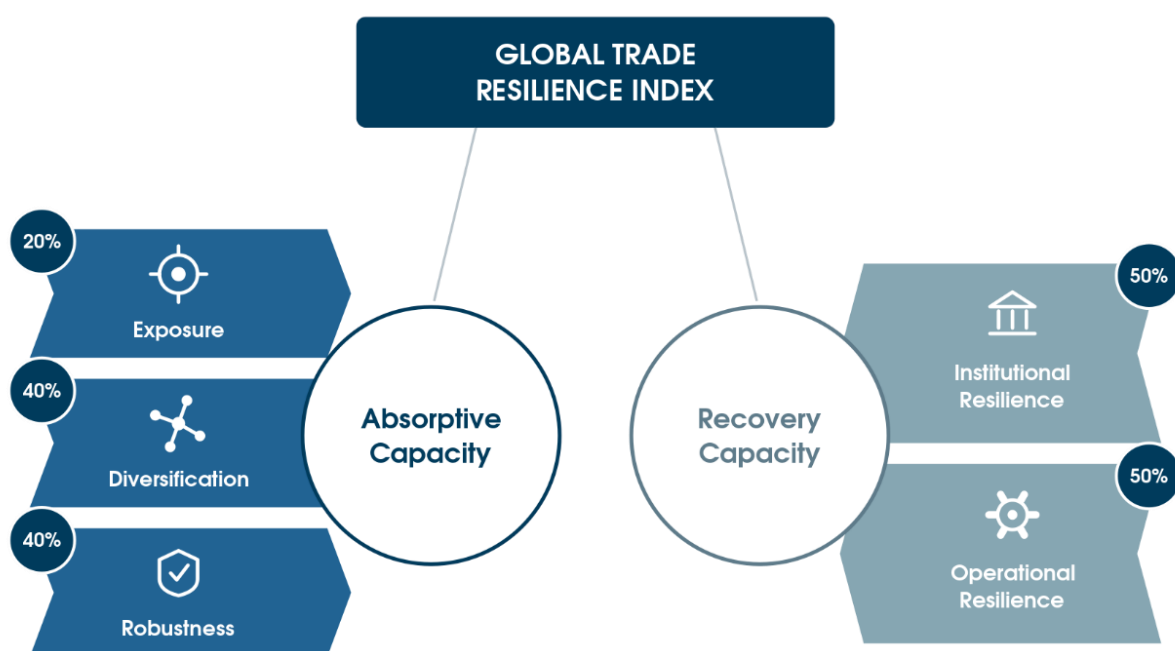 GLOBAL TRADE
RESILIENCE INDEX
20%
Exposure
40%
Diversification
40%
Robustness
Absorptive
Capacity
Recovery
Capacity
50%
Institutional
Resilience
50%
Operational
Resilience